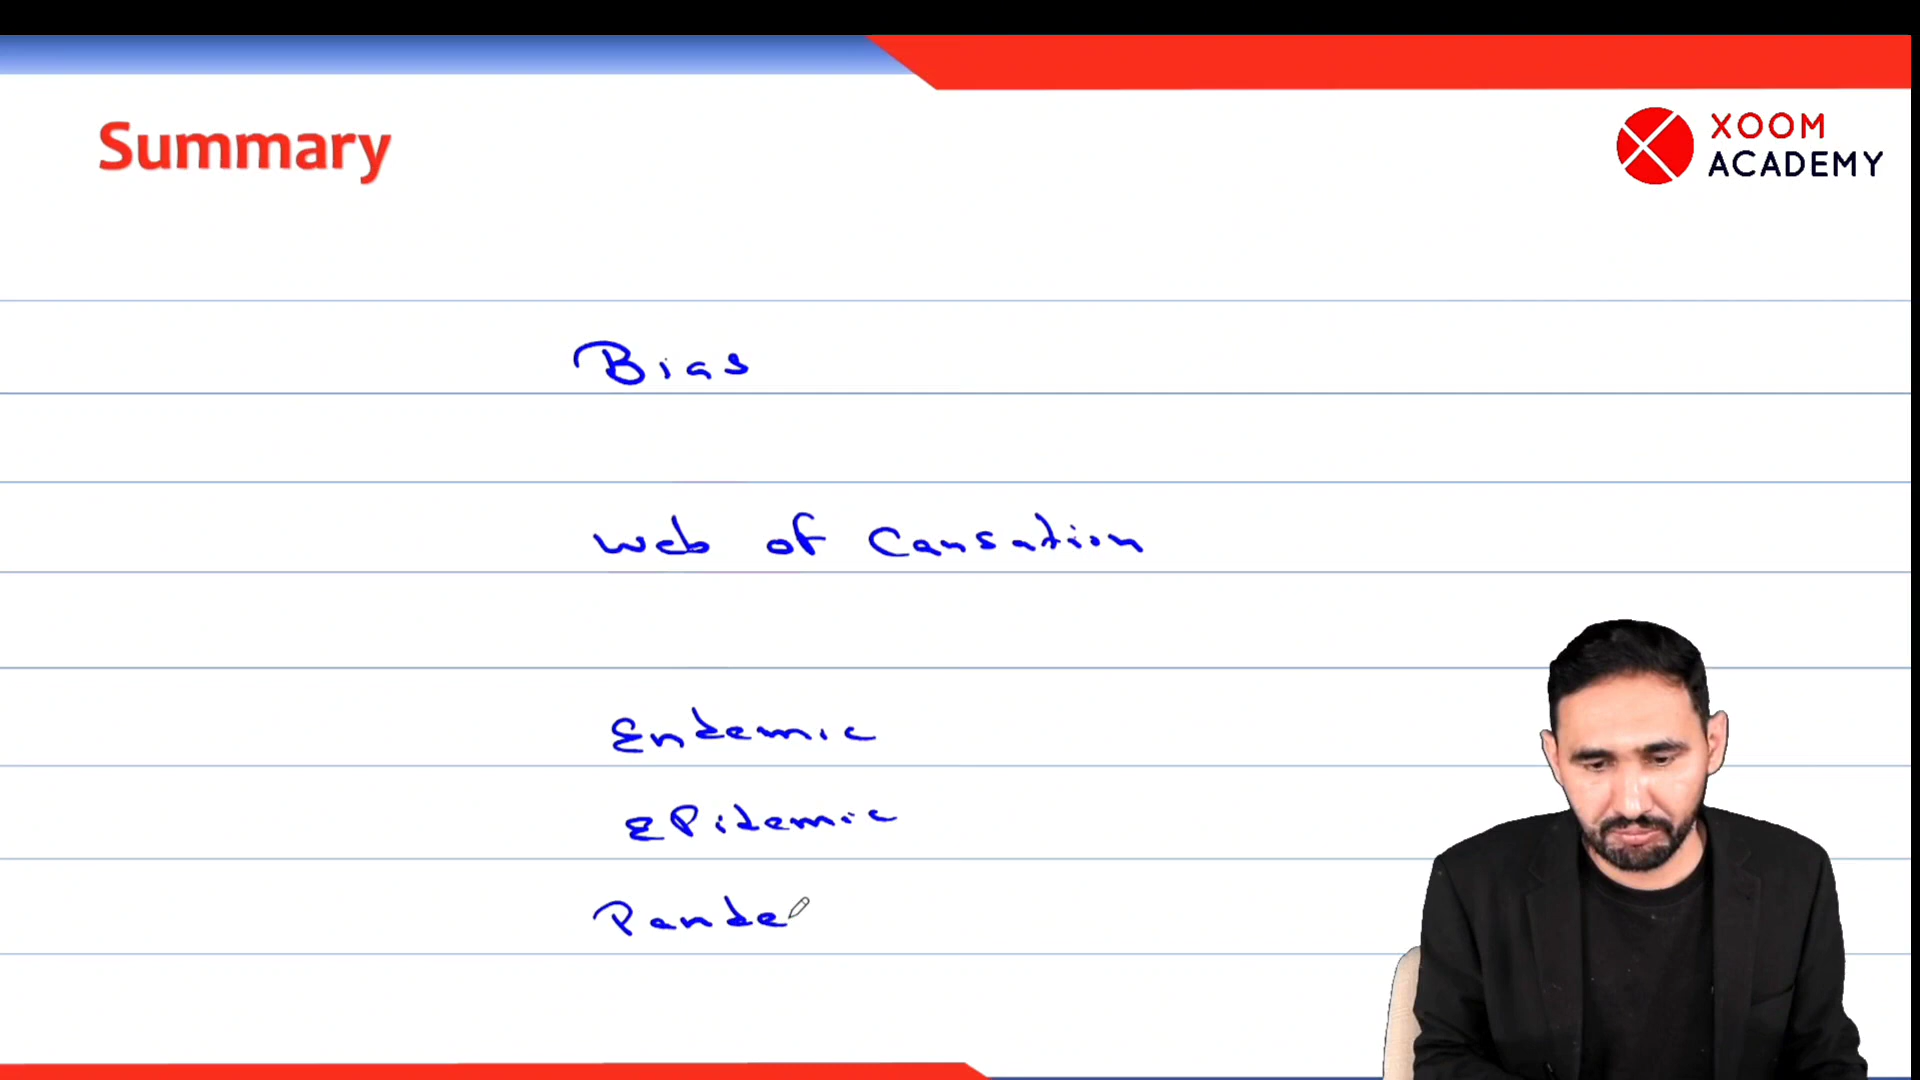 Summary
XOOM
ACADEMY
Bias
Web of Causation
Endemic
EPidemic
Pande